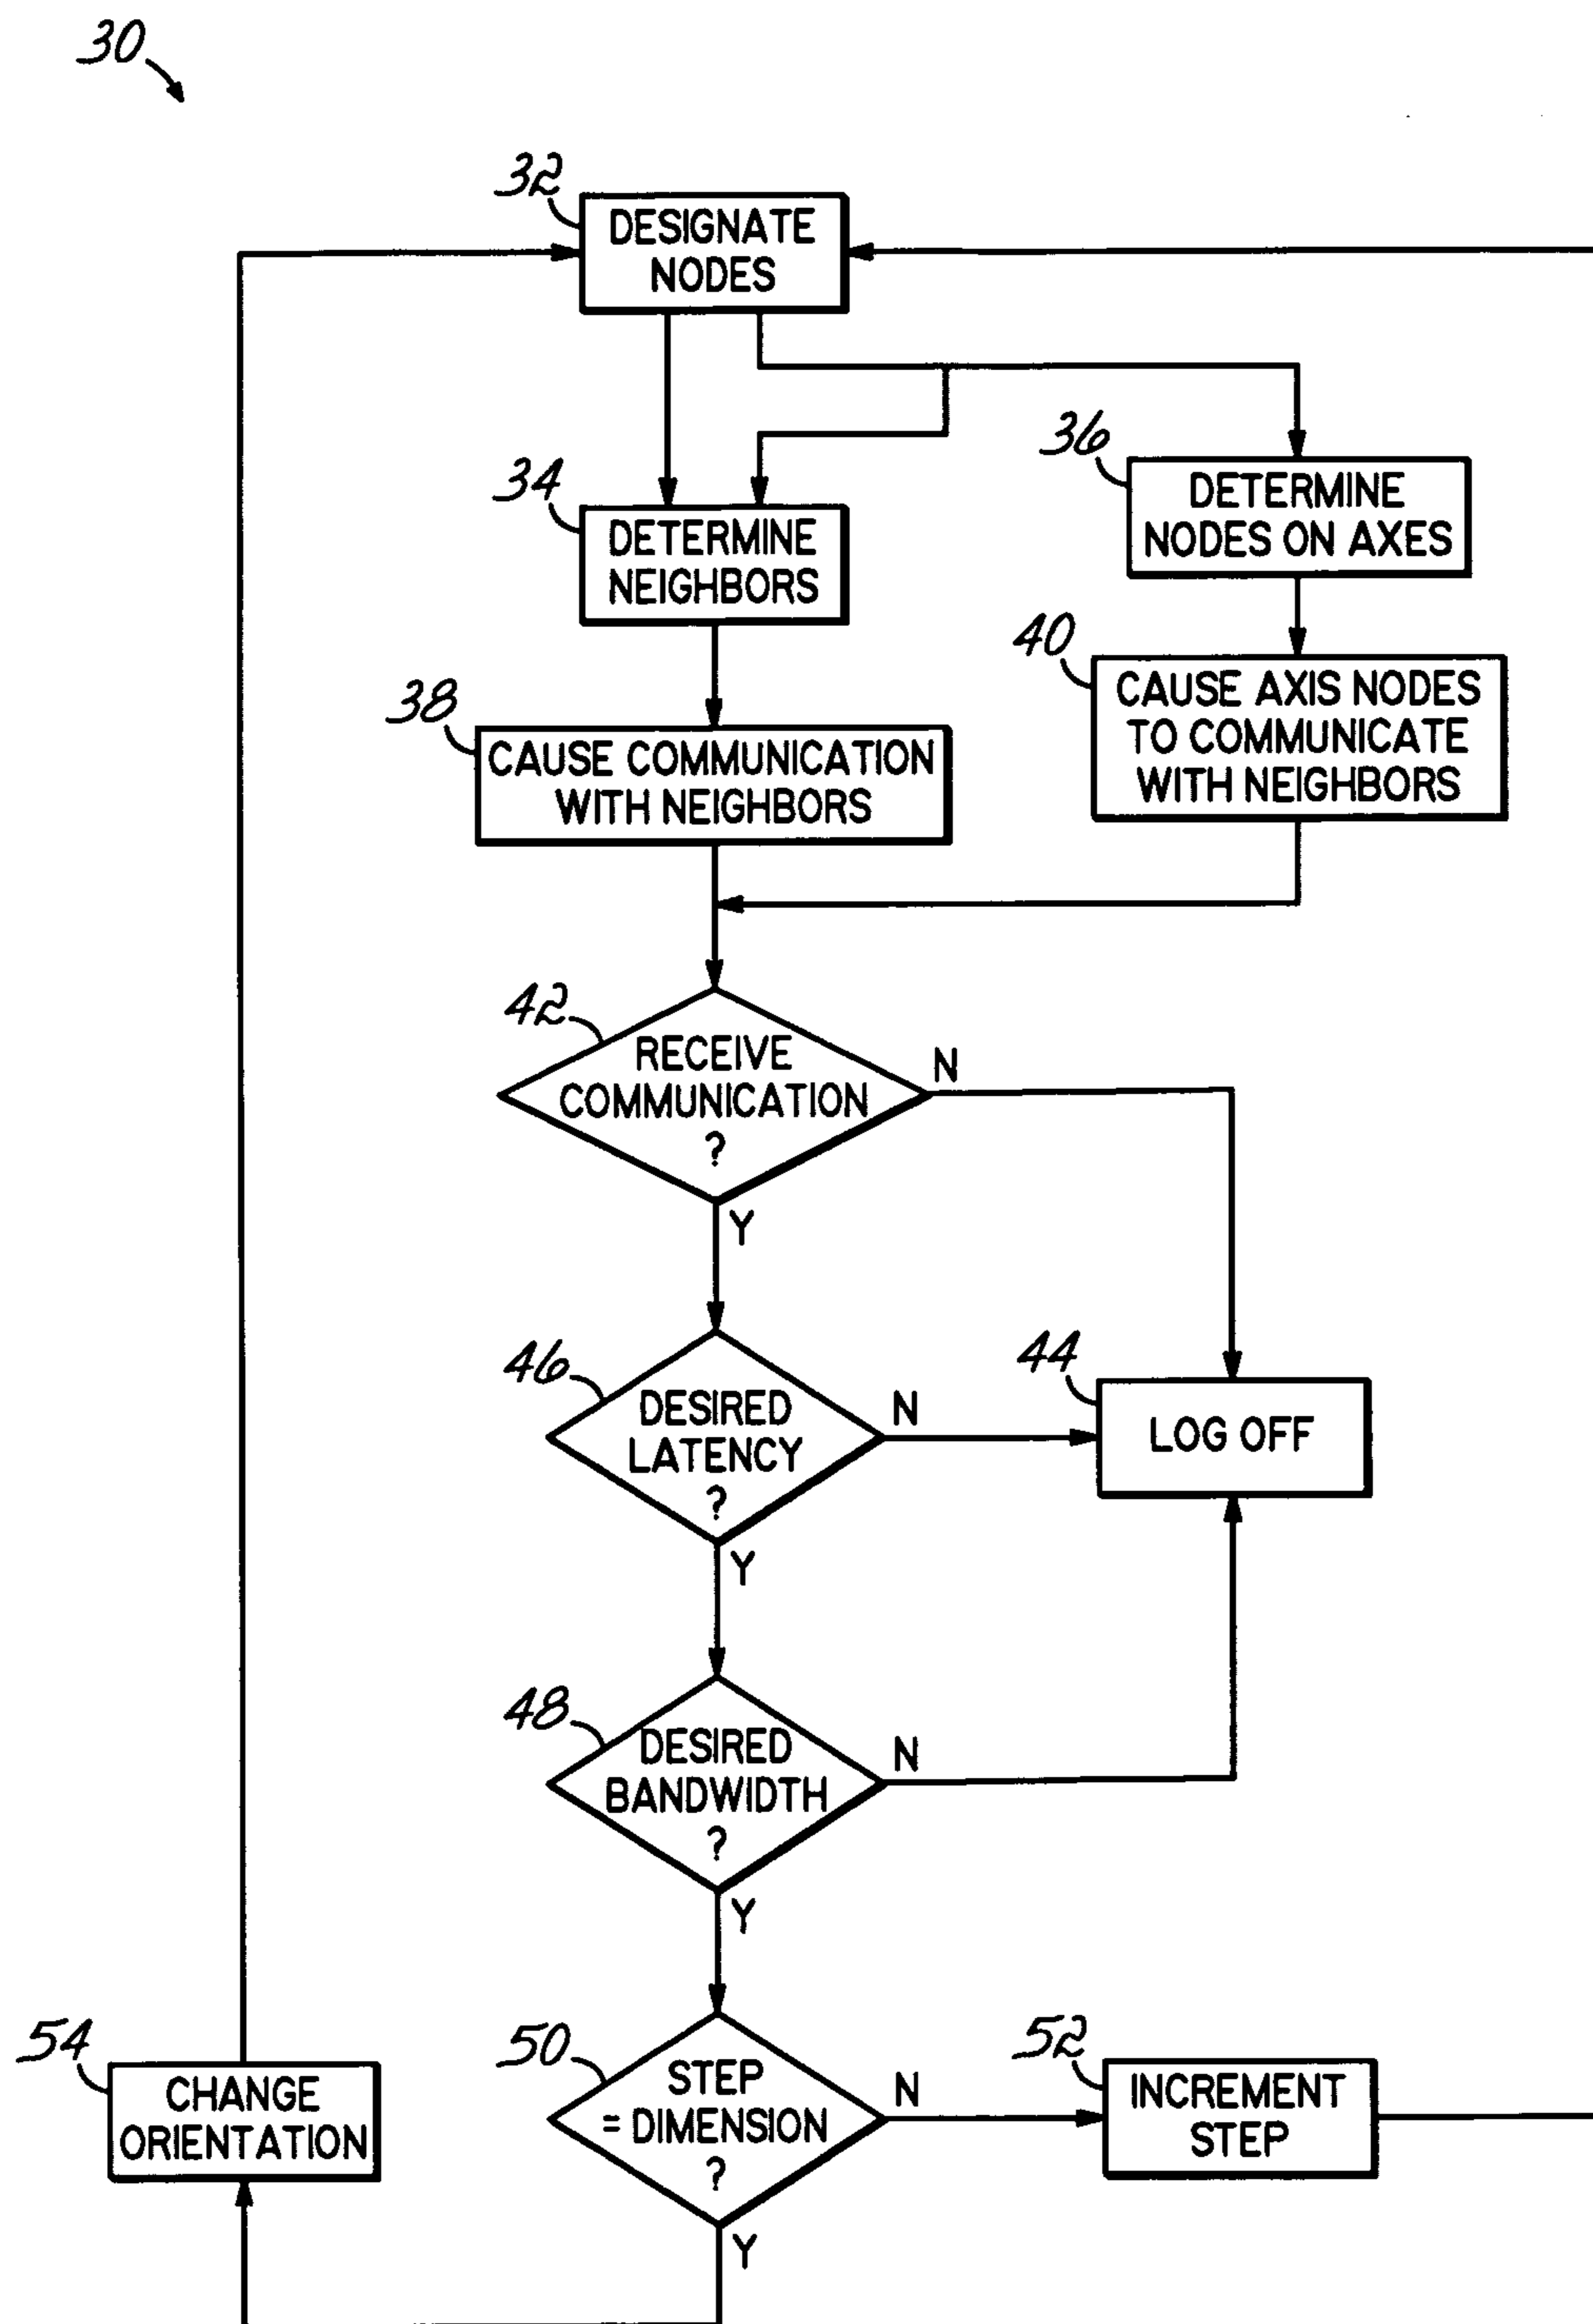 30
32
DESIGNATE
NODES
36
DETERMINE
NODES ON AXES
34
DETERMINE
NEIGHBORS
40
CAUSE AXIS NODES
TO COMMUNICATE
WITH NEIGHBORS
38
CAUSE COMMUNICATION
WITH NEIGHBORS
42
RECEIVE
COMMUNICATION
?
N
Y
46
DESIRED
LATENCY
?
N
44
LOG OFF
Y
48
DESIRED
BANDWIDTH
?
N
Y
54
CHANGE
ORIENTATION
50
STEP
= DIMENSION
?
N
52
INCREMENT
STEP
Y